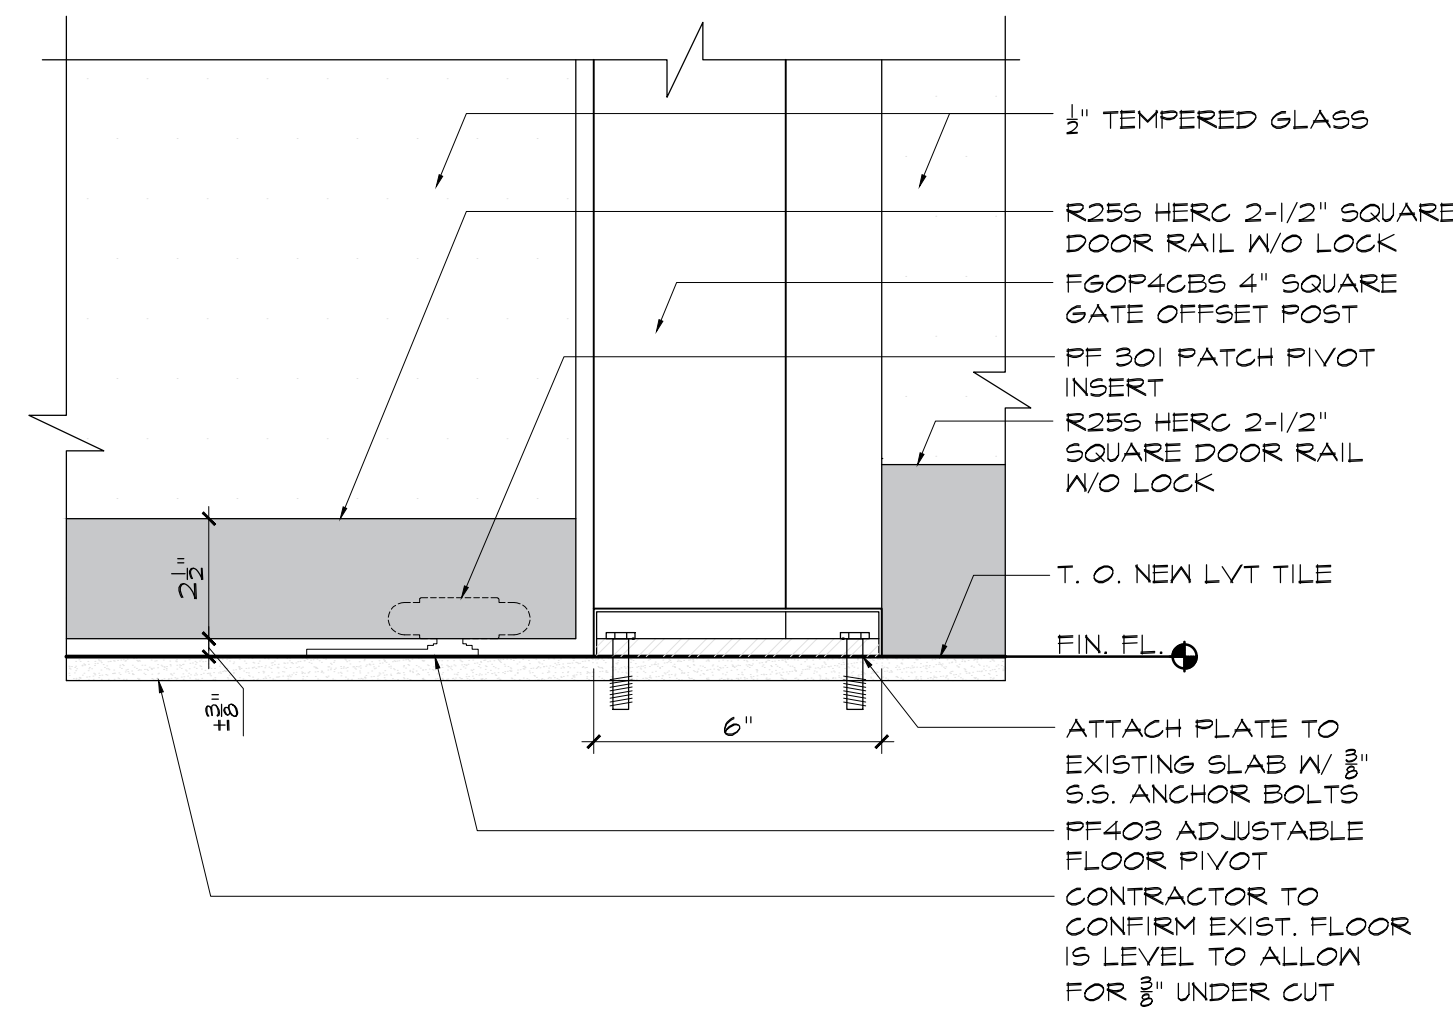 ½" TEMPERED GLASS
R25S HERC 2-1/2" SQUARE
DOOR RAIL W/O LOCK
FGOP4CBS 4" SQUARE
GATE OFFSET POST
PF 301 PATCH PIVOT
INSERT
R25S HERC 2-1/2"
SQUARE DOOR RAIL
W/O LOCK
T. O. NEW LVT TILE
FIN. FL.
2½"
±⅜"
6"
ATTACH PLATE TO
EXISTING SLAB W/ ⅜"
S.S. ANCHOR BOLTS
PF403 ADJUSTABLE
FLOOR PIVOT
CONTRACTOR TO
CONFIRM EXIST. FLOOR
IS LEVEL TO ALLOW
FOR ⅜" UNDER CUT